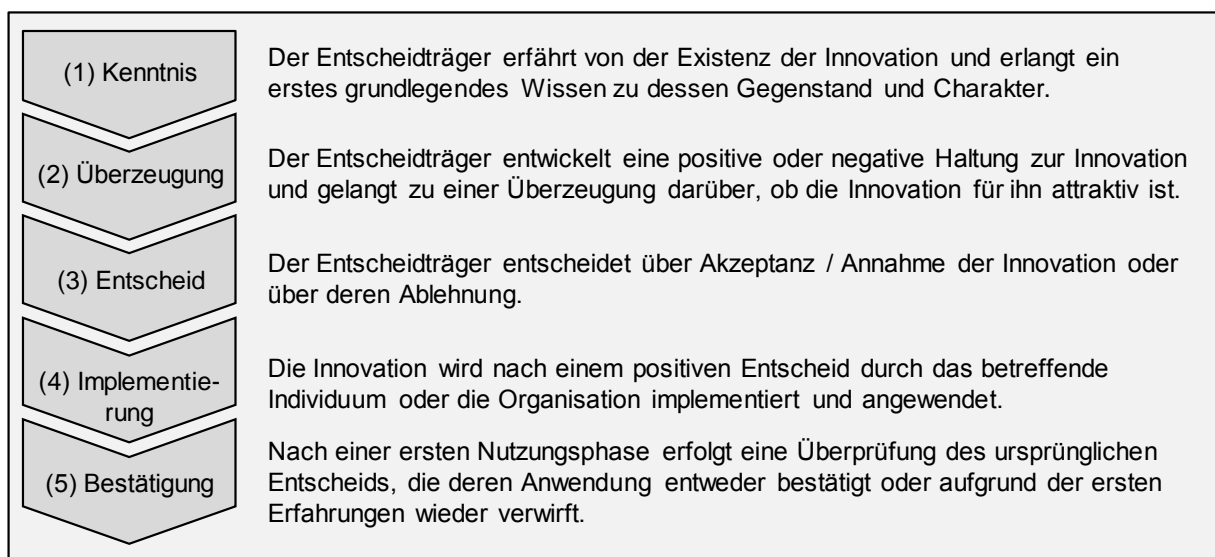 (1) Kenntnis
Der Entscheidträger erfährt von der Existenz der Innovation und erlangt ein
erstes grundlegendes Wissen zu dessen Gegenstand und Charakter.
(2) Überzeugung
Der Entscheidträger entwickelt eine positive oder negative Haltung zur Innovation
und gelangt zu einer Überzeugung darüber, ob die Innovation für ihn attraktiv ist.
(3) Entscheid
Der Entscheidträger entscheidet über Akzeptanz / Annahme der Innovation oder
über deren Ablehnung.
(4) Implementie-
rung
Die Innovation wird nach einem positiven Entscheid durch das betreffende
Individuum oder die Organisation implementiert und angewendet.
(5) Bestätigung
Nach einer ersten Nutzungsphase erfolgt eine Überprüfung des ursprünglichen
Entscheids, die deren Anwendung entweder bestätigt oder aufgrund der ersten
Erfahrungen wieder verwirft.